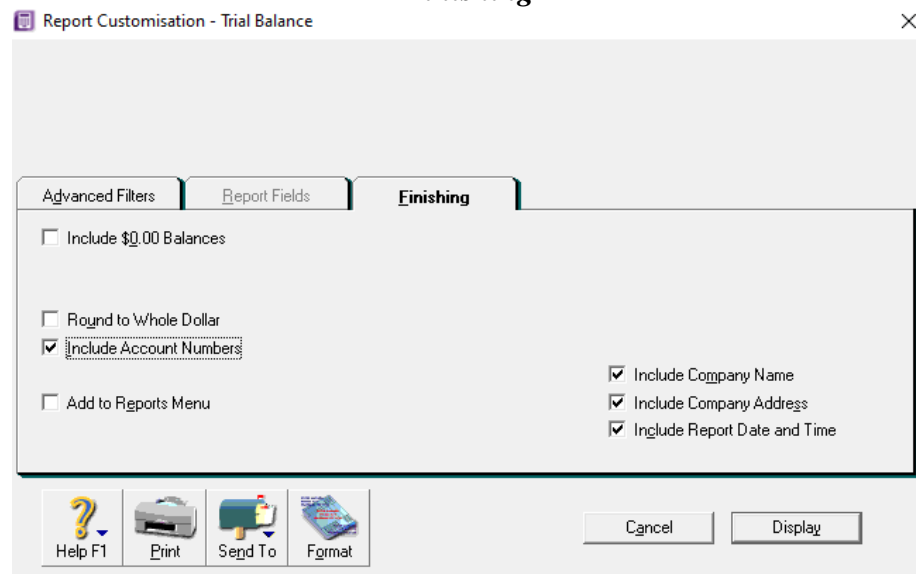 Report Customisation - Trial Balance
Advanced Filters Report Fields Finishing
Include $0.00 Balances
Round to Whole Dollar
Include Account Numbers
Include Company Name
Add to Reports Menu Include Company Address
Include Report Date and Time
Help F1 Print Send To Format Cancel Display